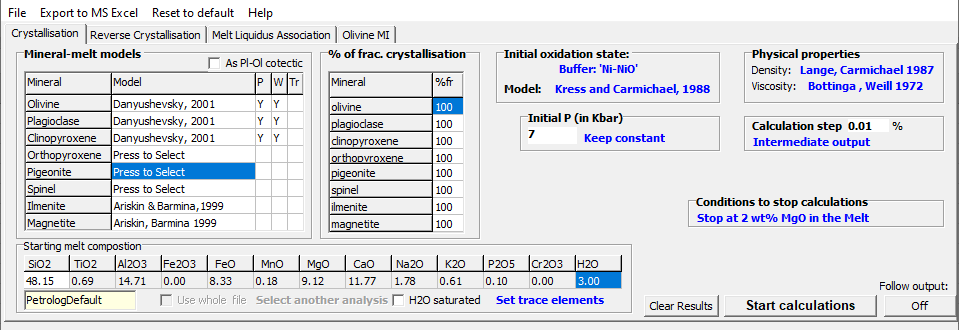 File Export to MS Excel Reset to default Help
Crystallisation Reverse Crystallisation Melt Liquidus Association Olivine MI
Mineral-melt models
As Pl-Ol cotectic
Mineral Model P W Tr
Olivine Danyushevsky, 2001 Y Y
Plagioclase Danyushevsky, 2001 Y Y
Clinopyroxene Danyushevsky, 2001 Y Y
Orthopyroxene Press to Select
Pigeonite Press to Select
Spinel Press to Select
Ilmenite Ariskin & Barmina,1999
Magnetite Ariskin, Barmina 1999
% of frac. crystallisation
Mineral %fr
olivine 100
plagioclase 100
clinopyroxene 100
orthopyroxene 100
pigeonite 100
spinel 100
ilmenite 100
magnetite 100
Initial oxidation state:
Buffer: 'Ni-NiO'
Model: Kress and Carmichael, 1988
Initial P (in Kbar)
7 Keep constant
Physical properties
Density: Lange, Carmichael 1987
Viscosity: Bottinga , Weill 1972
Calculation step 0.01 %
Intermediate output
Conditions to stop calculations
Stop at 2 wt% MgO in the Melt
Starting melt compostion
SiO2 TiO2 Al2O3 Fe2O3 FeO MnO MgO CaO Na2O K2O P2O5 Cr2O3 H2O
48.15 0.69 14.71 0.00 8.33 0.18 9.12 11.77 1.78 0.61 0.10 0.00 3.00
PetrologDefault Use whole file Select another analysis H2O saturated Set trace elements
Clear Results Start calculations
Follow output:
Off